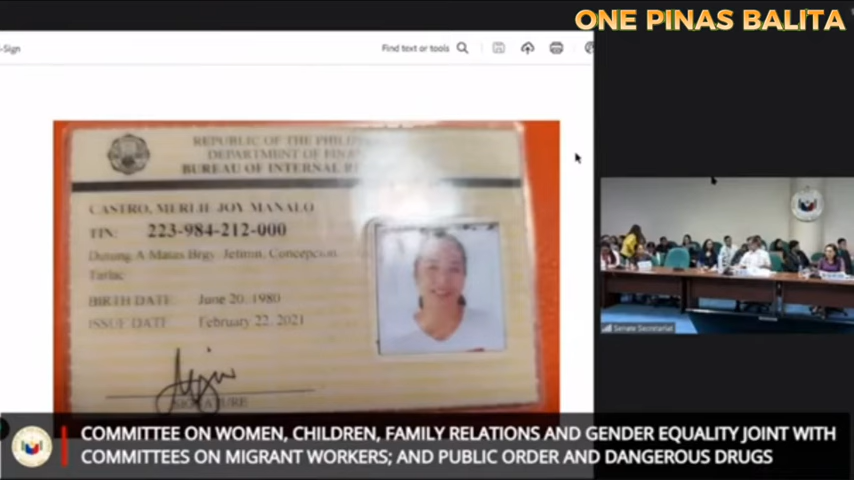 ONE PINAS BALITA
-Sign
Find text or tools
REPUBLIC OF THE
DEPARTMENT OF
BUREAU OF INTERNAL
CASTRO, MERLIE JOY MANALO
TIN: 223-984-212-000
A Matas Brgy. Concepcion
Tarlac
BIRTH DATE: June 20, 1980
ISSUE DATE: February 22, 2021
SIGNATURE
Senate Secretariat
COMMITTEE ON WOMEN, CHILDREN, FAMILY RELATIONS AND GENDER EQUALITY JOINT WITH
COMMITTEES ON MIGRANT WORKERS; AND PUBLIC ORDER AND DANGEROUS DRUGS